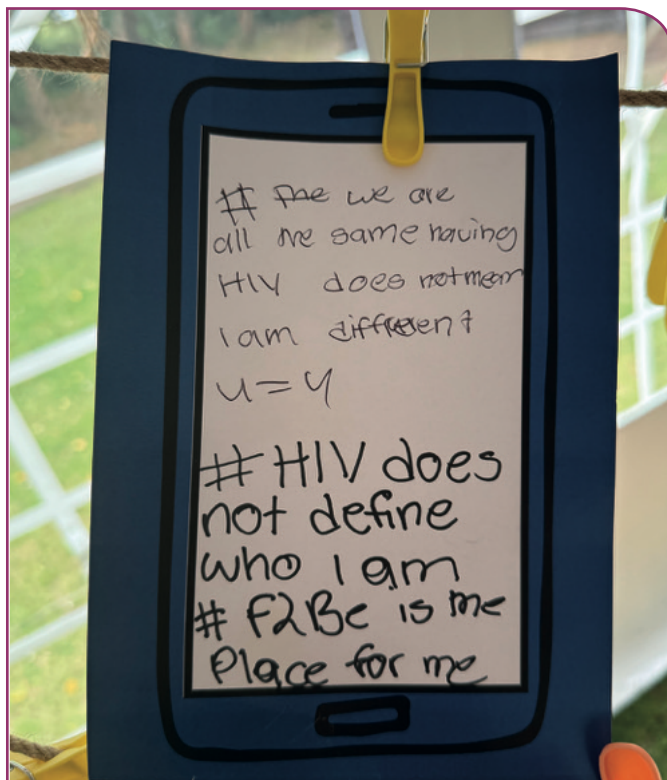 # the we are
all the same having
HIV does not mean
I am different
U=U
# HIV does
not define
who I am
# F2Be is the
Place for me